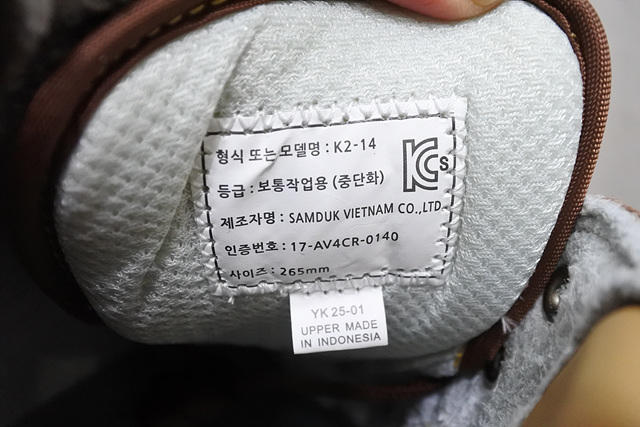 형식 또는 모델명 : K2-14
등급 : 보통작업용 (중단화)
KCs
제조자명 : SAMDUK VIETNAM CO.,LTD.
인증번호 : 17-AV4CR-0140
사이즈 : 265mm
YK 25-01
UPPER MADE
IN INDONESIA